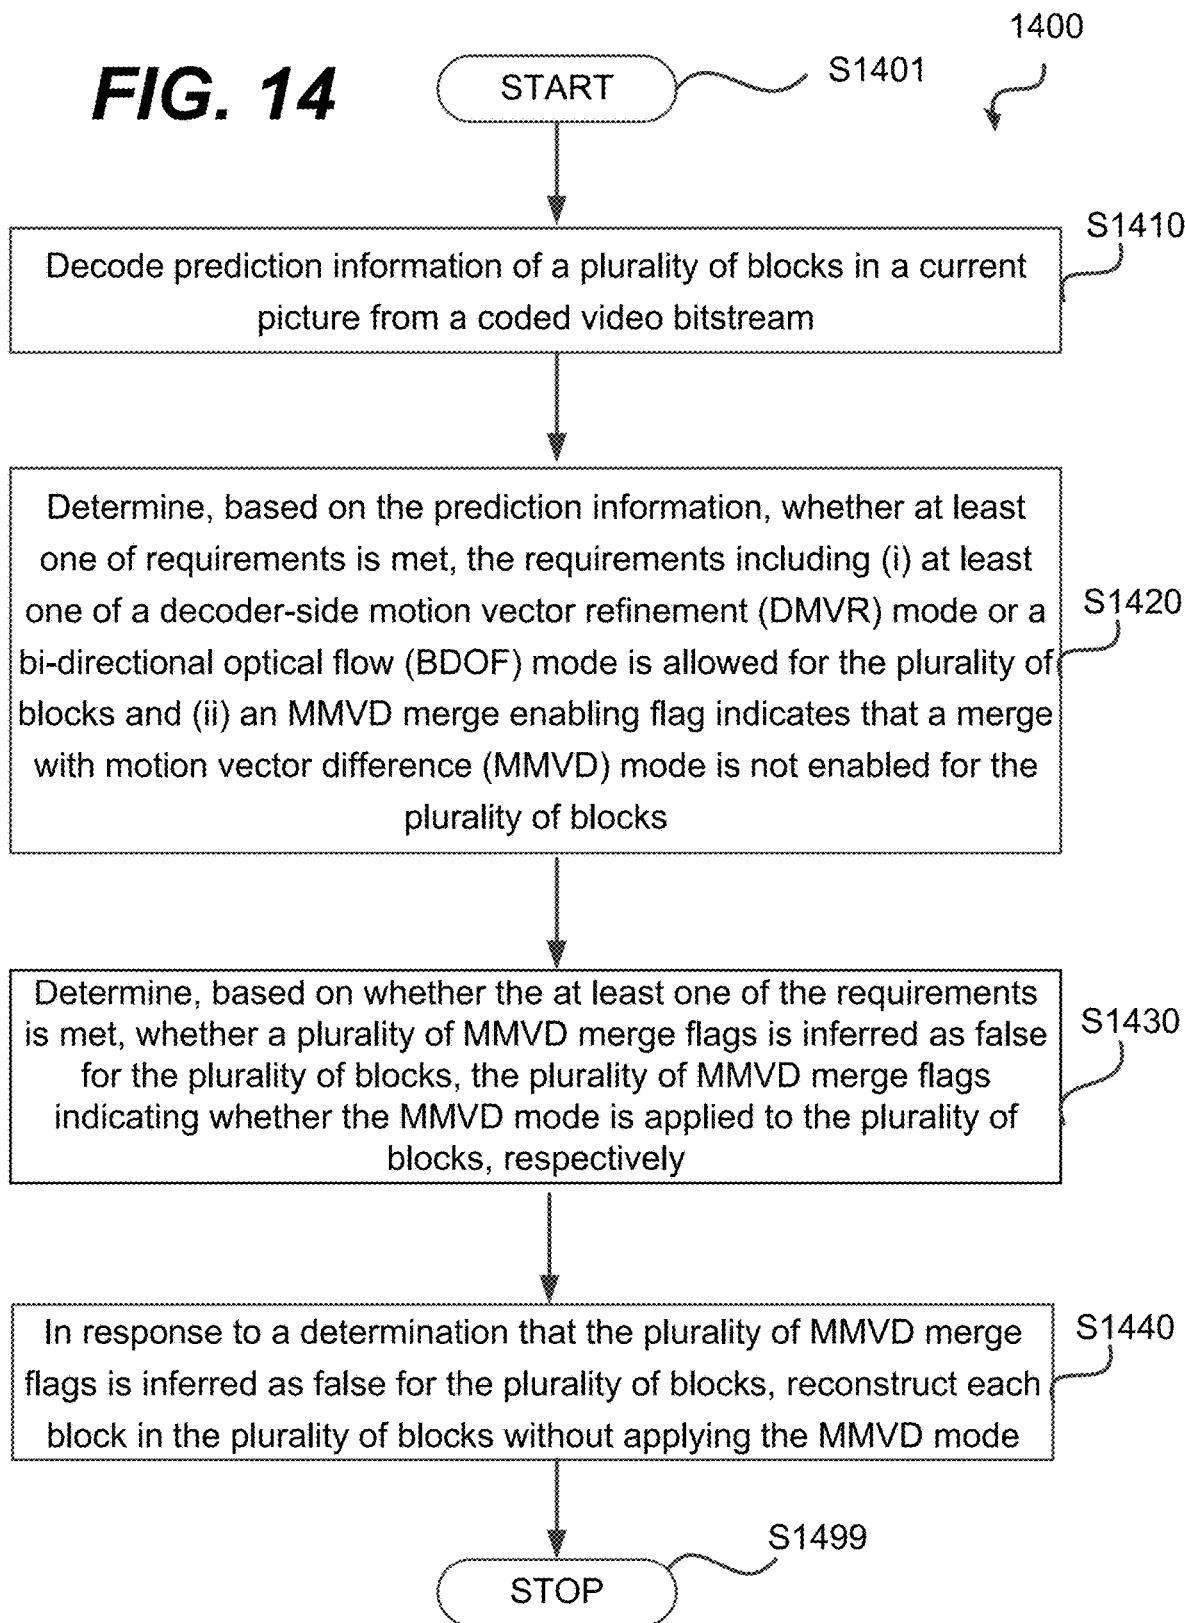 1400
FIG. 14
START
S1401
S1410
Decode prediction information of a plurality of blocks in a current
picture from a coded video bitstream
Determine, based on the prediction information, whether at least
one of requirements is met, the requirements including (i) at least
one of a decoder-side motion vector refinement (DMVR) mode or a
bi-directional optical flow (BDOF) mode is allowed for the plurality of
blocks and (ii) an MMVD merge enabling flag indicates that a merge
with motion vector difference (MMVD) mode is not enabled for the
plurality of blocks
S1420
Determine, based on whether the at least one of the requirements
is met, whether a plurality of MMVD merge flags is inferred as false
for the plurality of blocks, the plurality of MMVD merge flags
indicating whether the MMVD mode is applied to the plurality of
blocks, respectively
S1430
In response to a determination that the plurality of MMVD merge
flags is inferred as false for the plurality of blocks, reconstruct each
block in the plurality of blocks without applying the MMVD mode
S1440
S1499
STOP